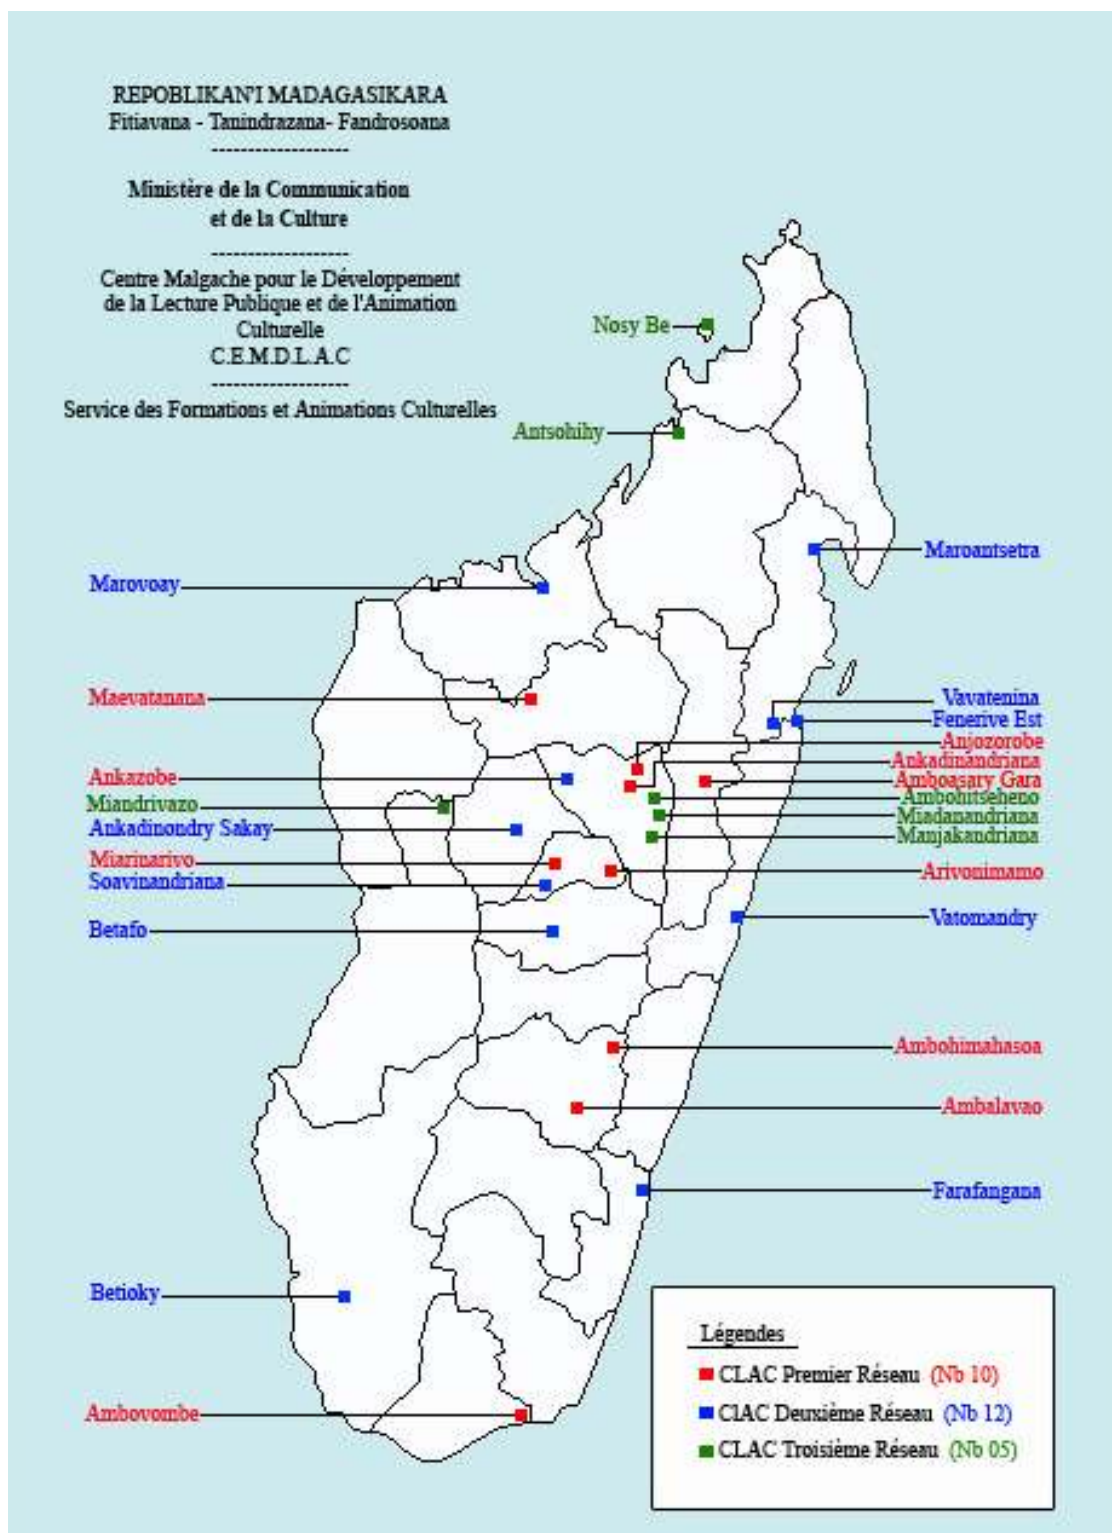 REPOBLIKAN'I MADAGASIKARA
Fitiavana - Tanindrazana- Fandrosoana
-------------------
Ministère de la Communication
et de la Culture
-------------------
Centre Malgache pour le Développement
de la Lecture Publique et de l'Animation
Culturelle
C.E.M.D.L.A.C
-------------------
Service des Formations et Animations Culturelles
Nosy Be
Antsohihy
Maroantsetra
Marovoay
Maevatanana
Vavatenina
Fenerive Est
Anjozorobe
Ankadinandriana
Ankazobe
Amboasary Gara
Miandrivazo
Ambohitseheno
Miadanandriana
Ankadinondry Sakay
Manjakandriana
Miarinarivo
Arivonimamo
Soavinandriana
Vatomandry
Betafo
Ambohimahasoa
Ambalavao
Farafangana
Betioky
Ambovombe
Légendes
CLAC Premier Réseau (Nb 10)
ClAC Deuxième Réseau (Nb 12)
CLAC Troisième Réseau (Nb 05)